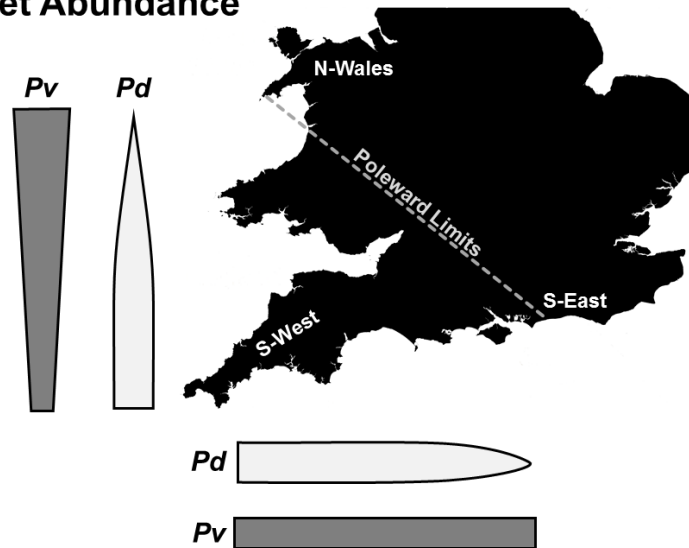 et Abundance
Pv
Pd
N-Wales
Poleward Limits
S-East
S-West
Pd
Pv